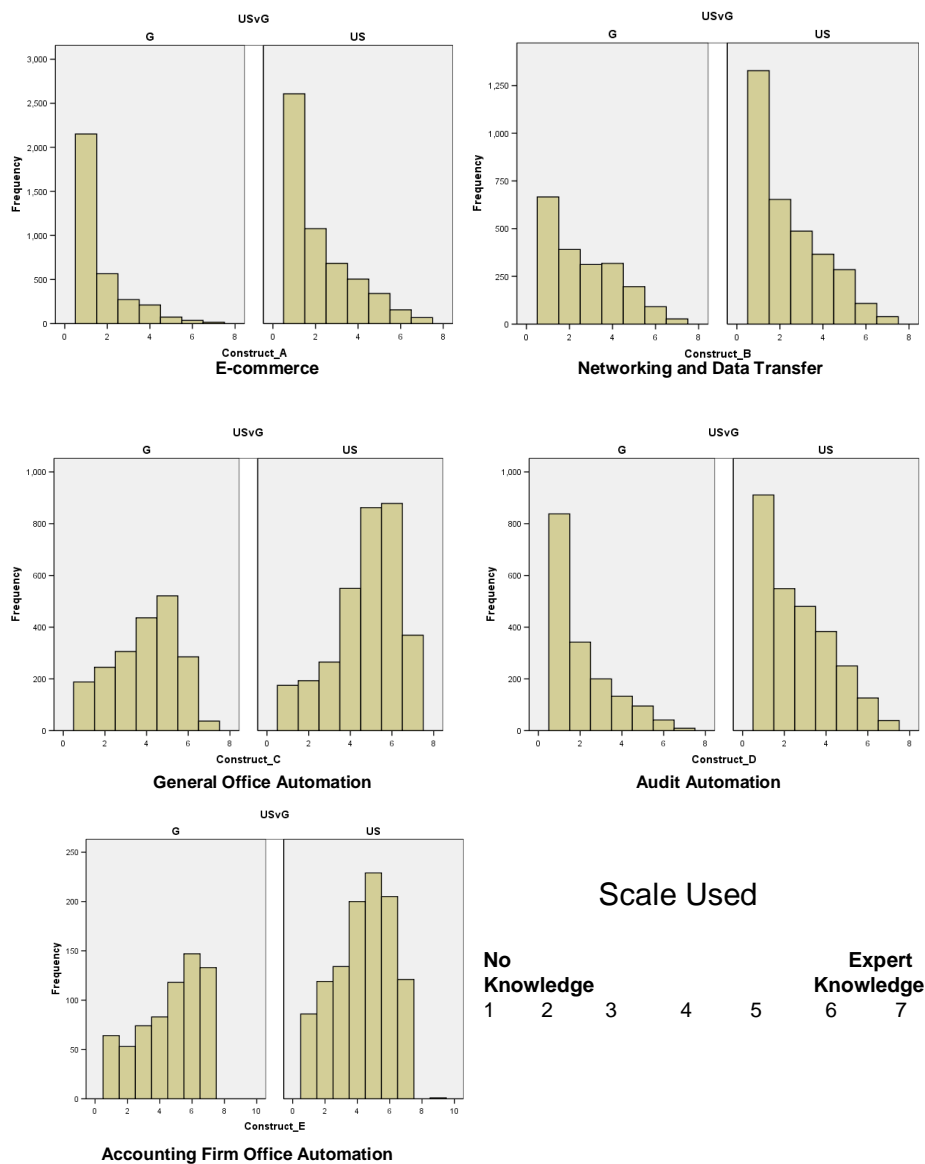 USvG
G US
3,000
2,500
2,000
1,500
1,000
500
0
Frequency
0 2 4 6 8 0 2 4 6 8
Construct_A
E-commerce
USvG
G US
1,250
1,000
750
500
250
0
Frequency
0 2 4 6 8 0 2 4 6 8
Construct_B
Networking and Data Transfer
USvG
G US
1,000
800
600
400
200
0
Frequency
0 2 4 6 8 0 2 4 6 8
Construct_C
General Office Automation
USvG
G US
1,000
800
600
400
200
0
Frequency
0 2 4 6 8 0 2 4 6 8
Construct_D
Audit Automation
USvG
G US
250
200
150
100
50
0
Frequency
0 2 4 6 8 10 0 2 4 6 8 10
Construct_E
Accounting Firm Office Automation
Scale Used
No Expert
Knowledge Knowledge
1 2 3 4 5 6 7